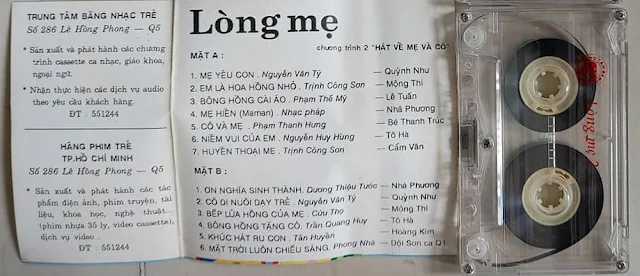 TRUNG TÂM BĂNG NHẠC TRẺ
Số 286 Lê Hồng Phong — Q5
* Sản xuất và phát hành các chương
trình cassette ca nhạc, giáo khoa,
ngoại ngữ.
* Nhận thực hiện các dịch vụ audio
theo yêu cầu khách hàng.
ĐT : 551244
HÃNG PHIM TRẺ
TP.HỒ CHÍ MINH
Số 286 Lê Hồng Phong — Q5
* Sản xuất và phát hành các tác
phẩm điện ảnh, phim truyện, tài
liệu, khoa học, nghệ thuật...
(phim nhựa 35 ly, video cassette),
dịch vụ video .
ĐT : 551244
Lòng mẹ
chương trình 2 "HÁT VỀ MẸ VÀ CÔ"
MẶT A :
1. MẸ YÊU CON . Nguyễn Văn Tý — Quỳnh Như
2. EM LÀ HOA HỒNG NHỎ . Trịnh Công Sơn — Mộng Thi
3. BÔNG HỒNG CÀI ÁO . Phạm Thế Mỹ — Lê Tuấn
4. MẸ HIỀN (Maman) . Nhạc pháp — Nhã Phương
5. CÔ VÀ MẸ . Phạm Thanh Hưng — Bé Thanh Trúc
6. NIỀM VUI CỦA EM . Nguyễn Huy Hùng — Tố Hà
7. HUYỀN THOẠI MẸ . Trịnh Công Sơn — Cẩm Vân
MẶT B :
1. ƠN NGHĨA SINH THÀNH. Dương Thiệu Tước — Nhã Phương
2. CÔ ĐI NUÔI DẠY TRẺ . Nguyễn Văn Tý — Quỳnh Như
3. BẾP LỬA HỒNG CỦA MẸ . Cửu Thọ — Mộng Thi
4. BÔNG HỒNG TẶNG CÔ . Trần Quang Huy — Tố Hà
5. KHÚC HÁT RU CON . Tân Huyền — Hoàng Kim
6. MẶT TRỜI LUÔN CHIẾU SÁNG. Phong Nhã — Đội Sơn ca Q1
Lòng mẹ 2